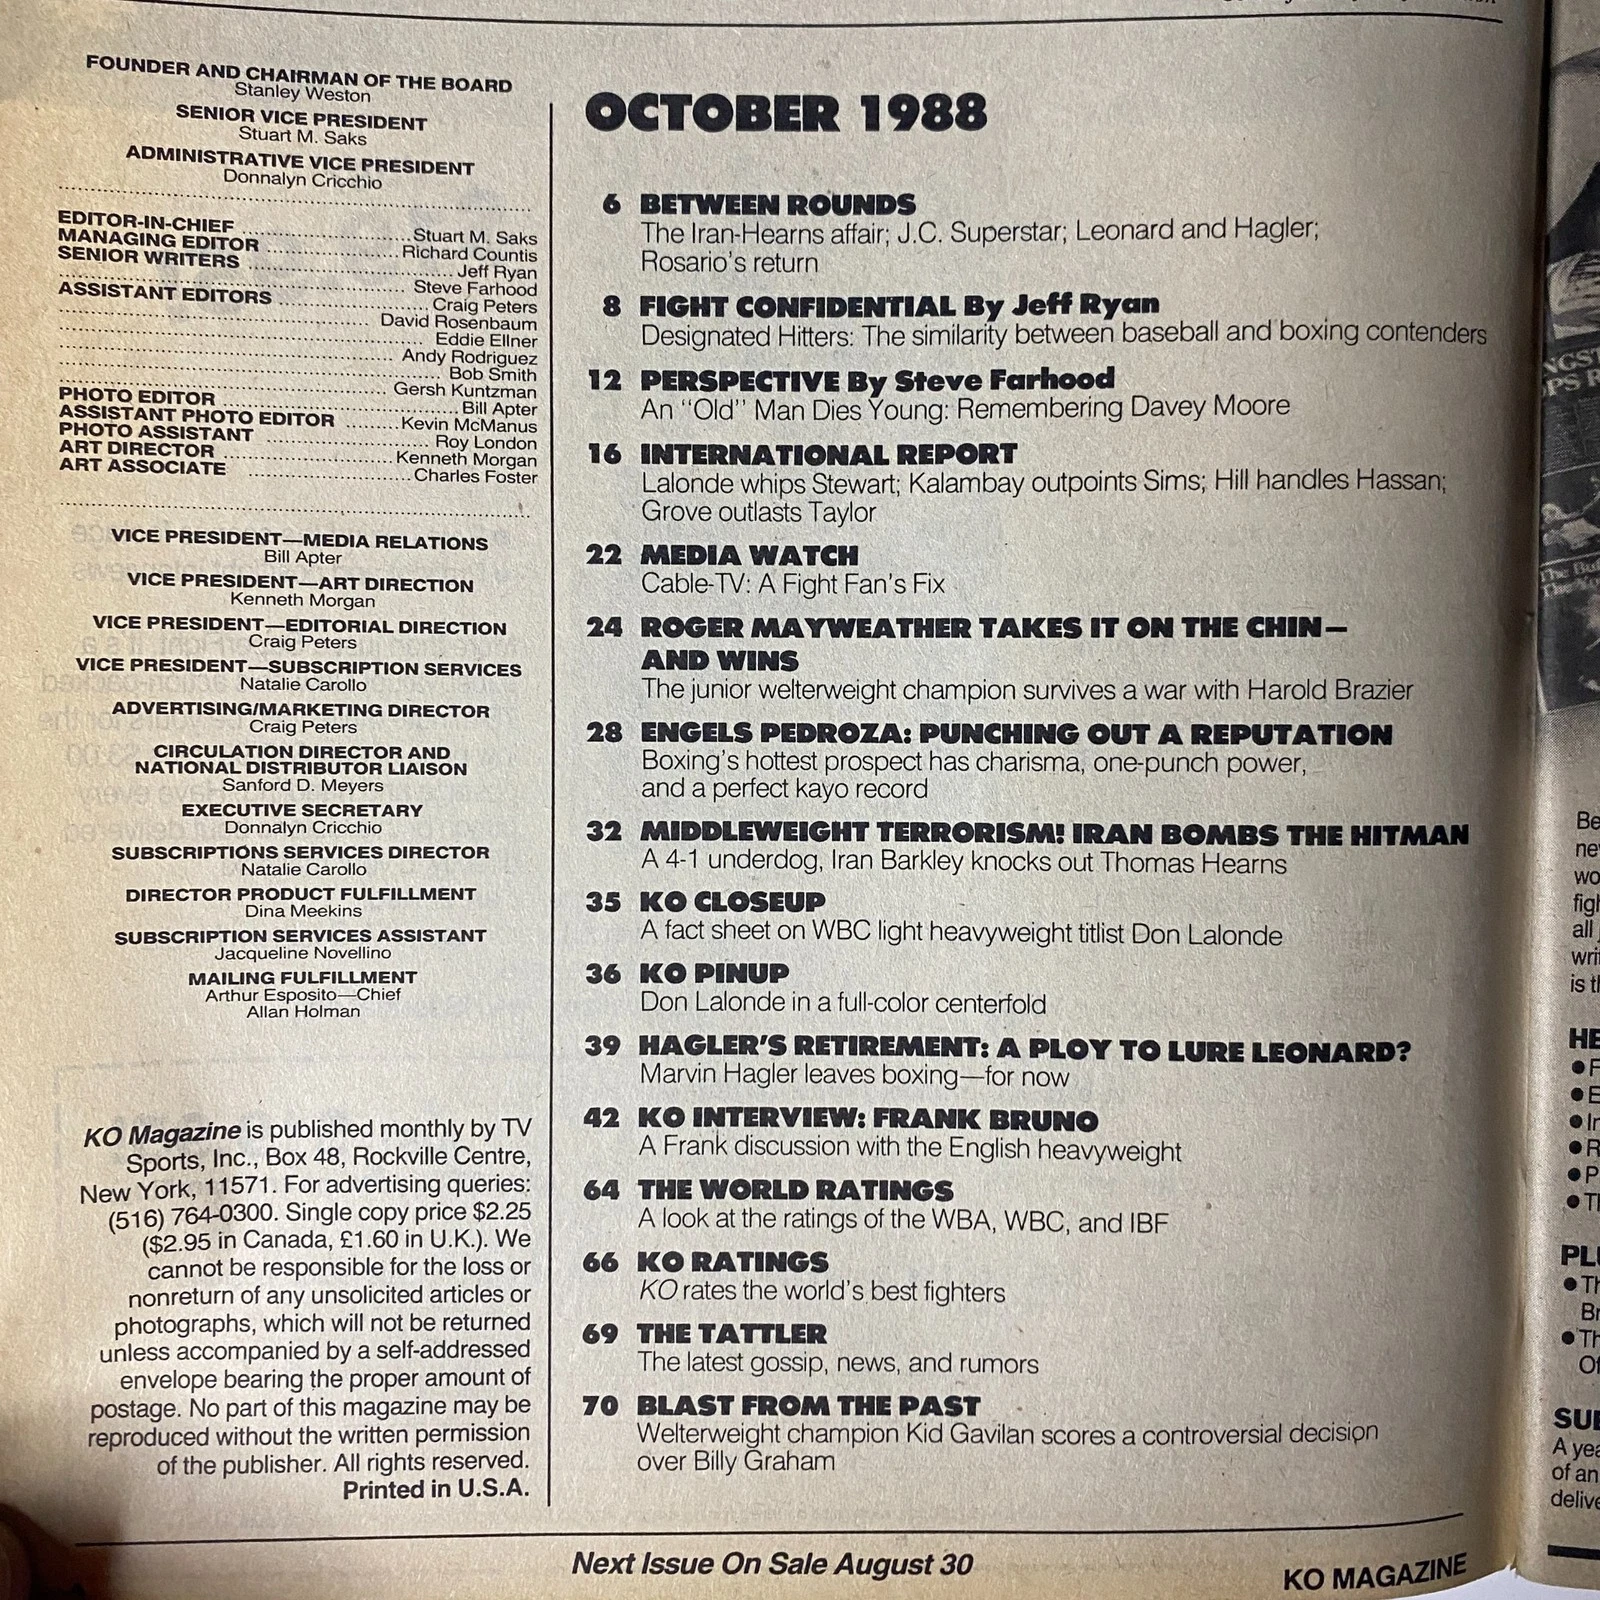 FOUNDER AND CHAIRMAN OF THE BOARD
Stanley Weston
SENIOR VICE PRESIDENT
Stuart M. Saks
ADMINISTRATIVE VICE PRESIDENT
Donnalyn Cricchio
EDITOR-IN-CHIEF Stuart M. Saks
MANAGING EDITOR Richard Countis
SENIOR WRITERS Jeff Ryan
Steve Farhood
ASSISTANT EDITORS Craig Peters
David Rosenbaum
Eddie Ellner
Andy Rodriguez
Bob Smith
Gersh Kuntzman
PHOTO EDITOR Bill Apter
ASSISTANT PHOTO EDITOR Kevin McManus
PHOTO ASSISTANT Roy London
ART DIRECTOR Kenneth Morgan
ART ASSOCIATE Charles Foster
VICE PRESIDENT—MEDIA RELATIONS
Bill Apter
VICE PRESIDENT—ART DIRECTION
Kenneth Morgan
VICE PRESIDENT—EDITORIAL DIRECTION
Craig Peters
VICE PRESIDENT—SUBSCRIPTION SERVICES
Natalie Carollo
ADVERTISING/MARKETING DIRECTOR
Craig Peters
CIRCULATION DIRECTOR AND
NATIONAL DISTRIBUTOR LIAISON
Sanford D. Meyers
EXECUTIVE SECRETARY
Donnalyn Cricchio
SUBSCRIPTIONS SERVICES DIRECTOR
Natalie Carollo
DIRECTOR PRODUCT FULFILLMENT
Dina Meekins
SUBSCRIPTION SERVICES ASSISTANT
Jacqueline Novellino
MAILING FULFILLMENT
Arthur Esposito—Chief
Allan Holman
KO Magazine is published monthly by TV
Sports, Inc., Box 48, Rockville Centre,
New York, 11571. For advertising queries:
(516) 764-0300. Single copy price $2.25
($2.95 in Canada, £1.60 in U.K.). We
cannot be responsible for the loss or
nonreturn of any unsolicited articles or
photographs, which will not be returned
unless accompanied by a self-addressed
envelope bearing the proper amount of
postage. No part of this magazine may be
reproduced without the written permission
of the publisher. All rights reserved.
Printed in U.S.A.
OCTOBER 1988
6 BETWEEN ROUNDS
The Iran-Hearns affair; J.C. Superstar; Leonard and Hagler;
Rosario's return
8 FIGHT CONFIDENTIAL By Jeff Ryan
Designated Hitters: The similarity between baseball and boxing contenders
12 PERSPECTIVE By Steve Farhood
An "Old" Man Dies Young: Remembering Davey Moore
16 INTERNATIONAL REPORT
Lalonde whips Stewart; Kalambay outpoints Sims; Hill handles Hassan;
Grove outlasts Taylor
22 MEDIA WATCH
Cable-TV: A Fight Fan's Fix
24 ROGER MAYWEATHER TAKES IT ON THE CHIN—
AND WINS
The junior welterweight champion survives a war with Harold Brazier
28 ENGELS PEDROZA: PUNCHING OUT A REPUTATION
Boxing's hottest prospect has charisma, one-punch power,
and a perfect kayo record
32 MIDDLEWEIGHT TERRORISM! IRAN BOMBS THE HITMAN
A 4-1 underdog, Iran Barkley knocks out Thomas Hearns
35 KO CLOSEUP
A fact sheet on WBC light heavyweight titlist Don Lalonde
36 KO PINUP
Don Lalonde in a full-color centerfold
39 HAGLER'S RETIREMENT: A PLOY TO LURE LEONARD?
Marvin Hagler leaves boxing—for now
42 KO INTERVIEW: FRANK BRUNO
A Frank discussion with the English heavyweight
64 THE WORLD RATINGS
A look at the ratings of the WBA, WBC, and IBF
66 KO RATINGS
KO rates the world's best fighters
69 THE TATTLER
The latest gossip, news, and rumors
70 BLAST FROM THE PAST
Welterweight champion Kid Gavilan scores a controversial decision
over Billy Graham
Next Issue On Sale August 30
KO MAGAZINE
all
is
A
of an